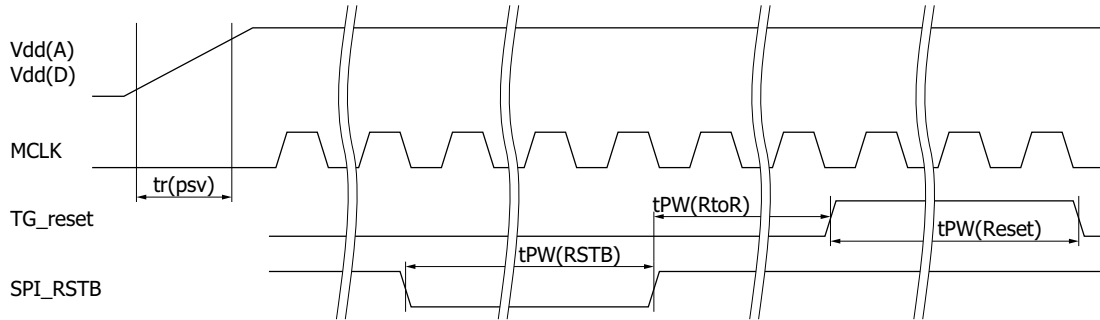 Vdd(A)
Vdd(D)
MCLK
tr(psv)
TG_reset
tPW(RtoR)
tPW(Reset)
tPW(RSTB)
SPI_RSTB